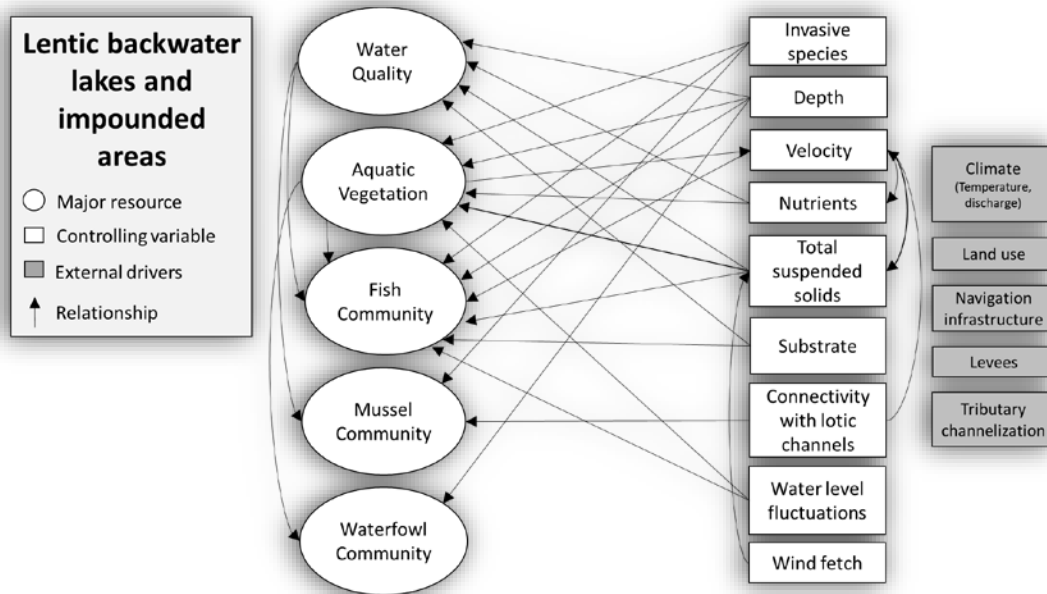 Lentic backwater
lakes and
impounded
areas
Major resource
Controlling variable
External drivers
Relationship
Water
Quality
Aquatic
Vegetation
Fish
Community
Mussel
Community
Waterfowl
Community
Invasive
species
Depth
Velocity
Nutrients
Total
suspended
solids
Substrate
Connectivity
with lotic
channels
Water level
fluctuations
Wind fetch
Climate
(Temperature,
discharge)
Land use
Navigation
infrastructure
Levees
Tributary
channelization